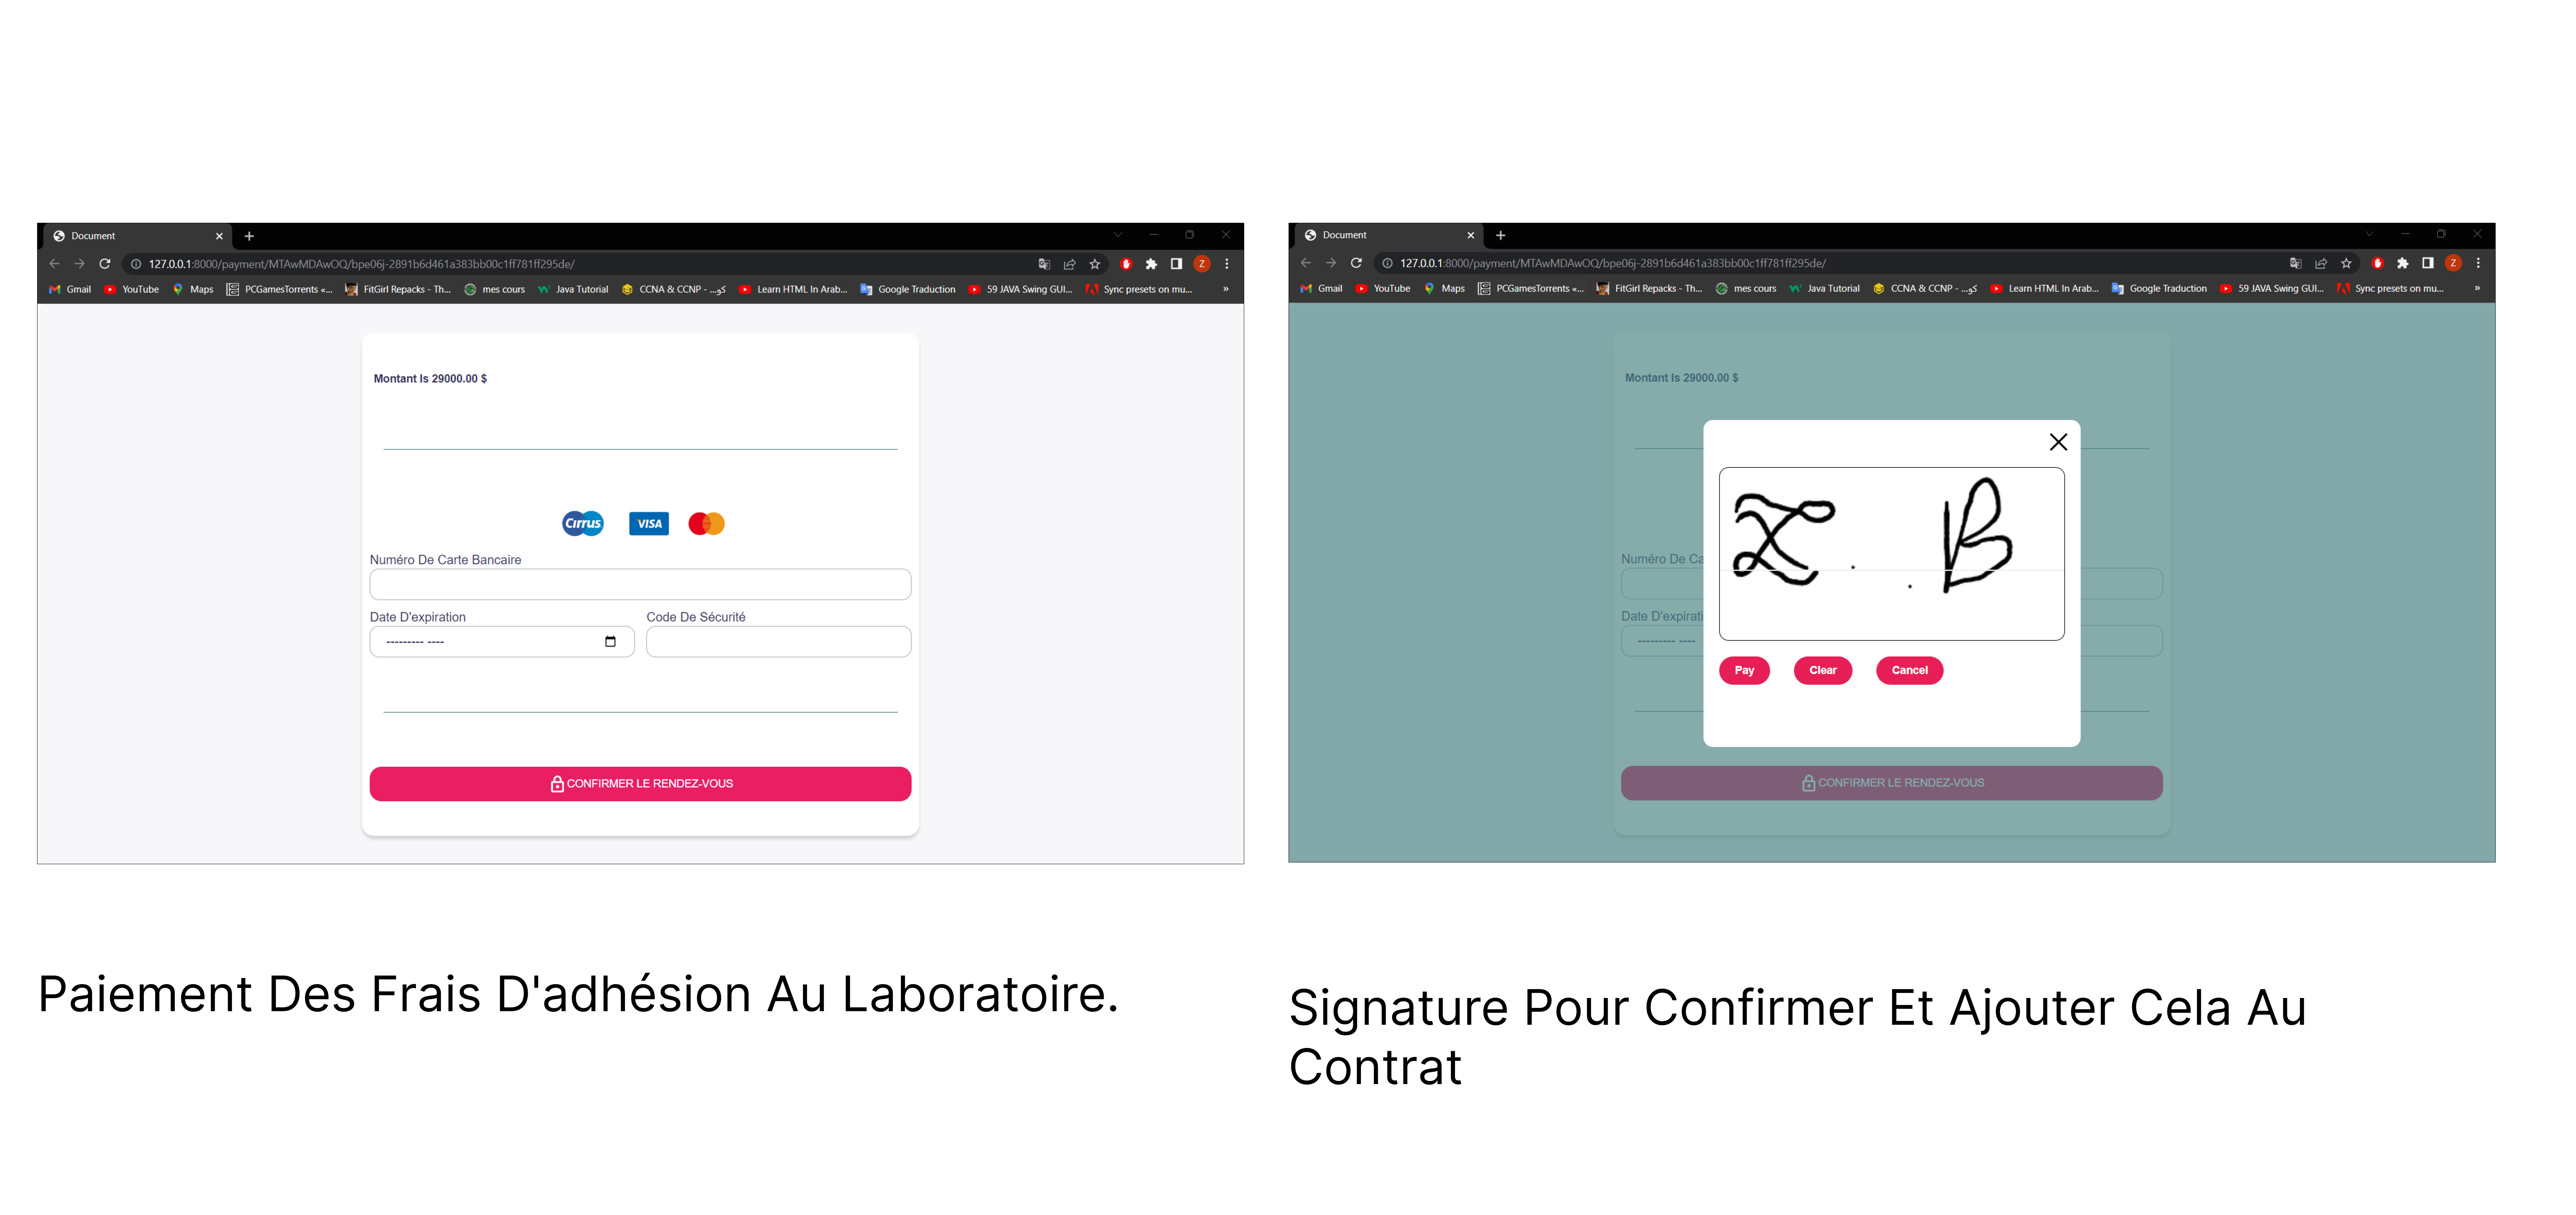 Document
127.0.0.1:8000/payment/MTAwMDAwOQ/bpe06j-2891b6d461a383bb00c1ff781ff295de/
Z
Gmail YouTube Maps PCGamesTorrents «... FitGirl Repacks - Th... mes cours Java Tutorial CCNA & CCNP - ...كو Learn HTML In Arab... Google Traduction 59 JAVA Swing GUI... Sync presets on mu... »
Montant Is 29000.00 $
Cirrus VISA
Numéro De Carte Bancaire
Date D'expiration Code De Sécurité
--------- ----
CONFIRMER LE RENDEZ-VOUS
Paiement Des Frais D'adhésion Au Laboratoire.
Document
127.0.0.1:8000/payment/MTAwMDAwOQ/bpe06j-2891b6d461a383bb00c1ff781ff295de/
Z
Gmail YouTube Maps PCGamesTorrents «... FitGirl Repacks - Th... mes cours Java Tutorial CCNA & CCNP - ...كو Learn HTML In Arab... Google Traduction 59 JAVA Swing GUI... Sync presets on mu... »
Montant Is 29000.00 $
Z . . B
Numéro De Ca
Date D'expirati
--------- ----
Pay Clear Cancel
CONFIRMER LE RENDEZ-VOUS
Signature Pour Confirmer Et Ajouter Cela Au
Contrat